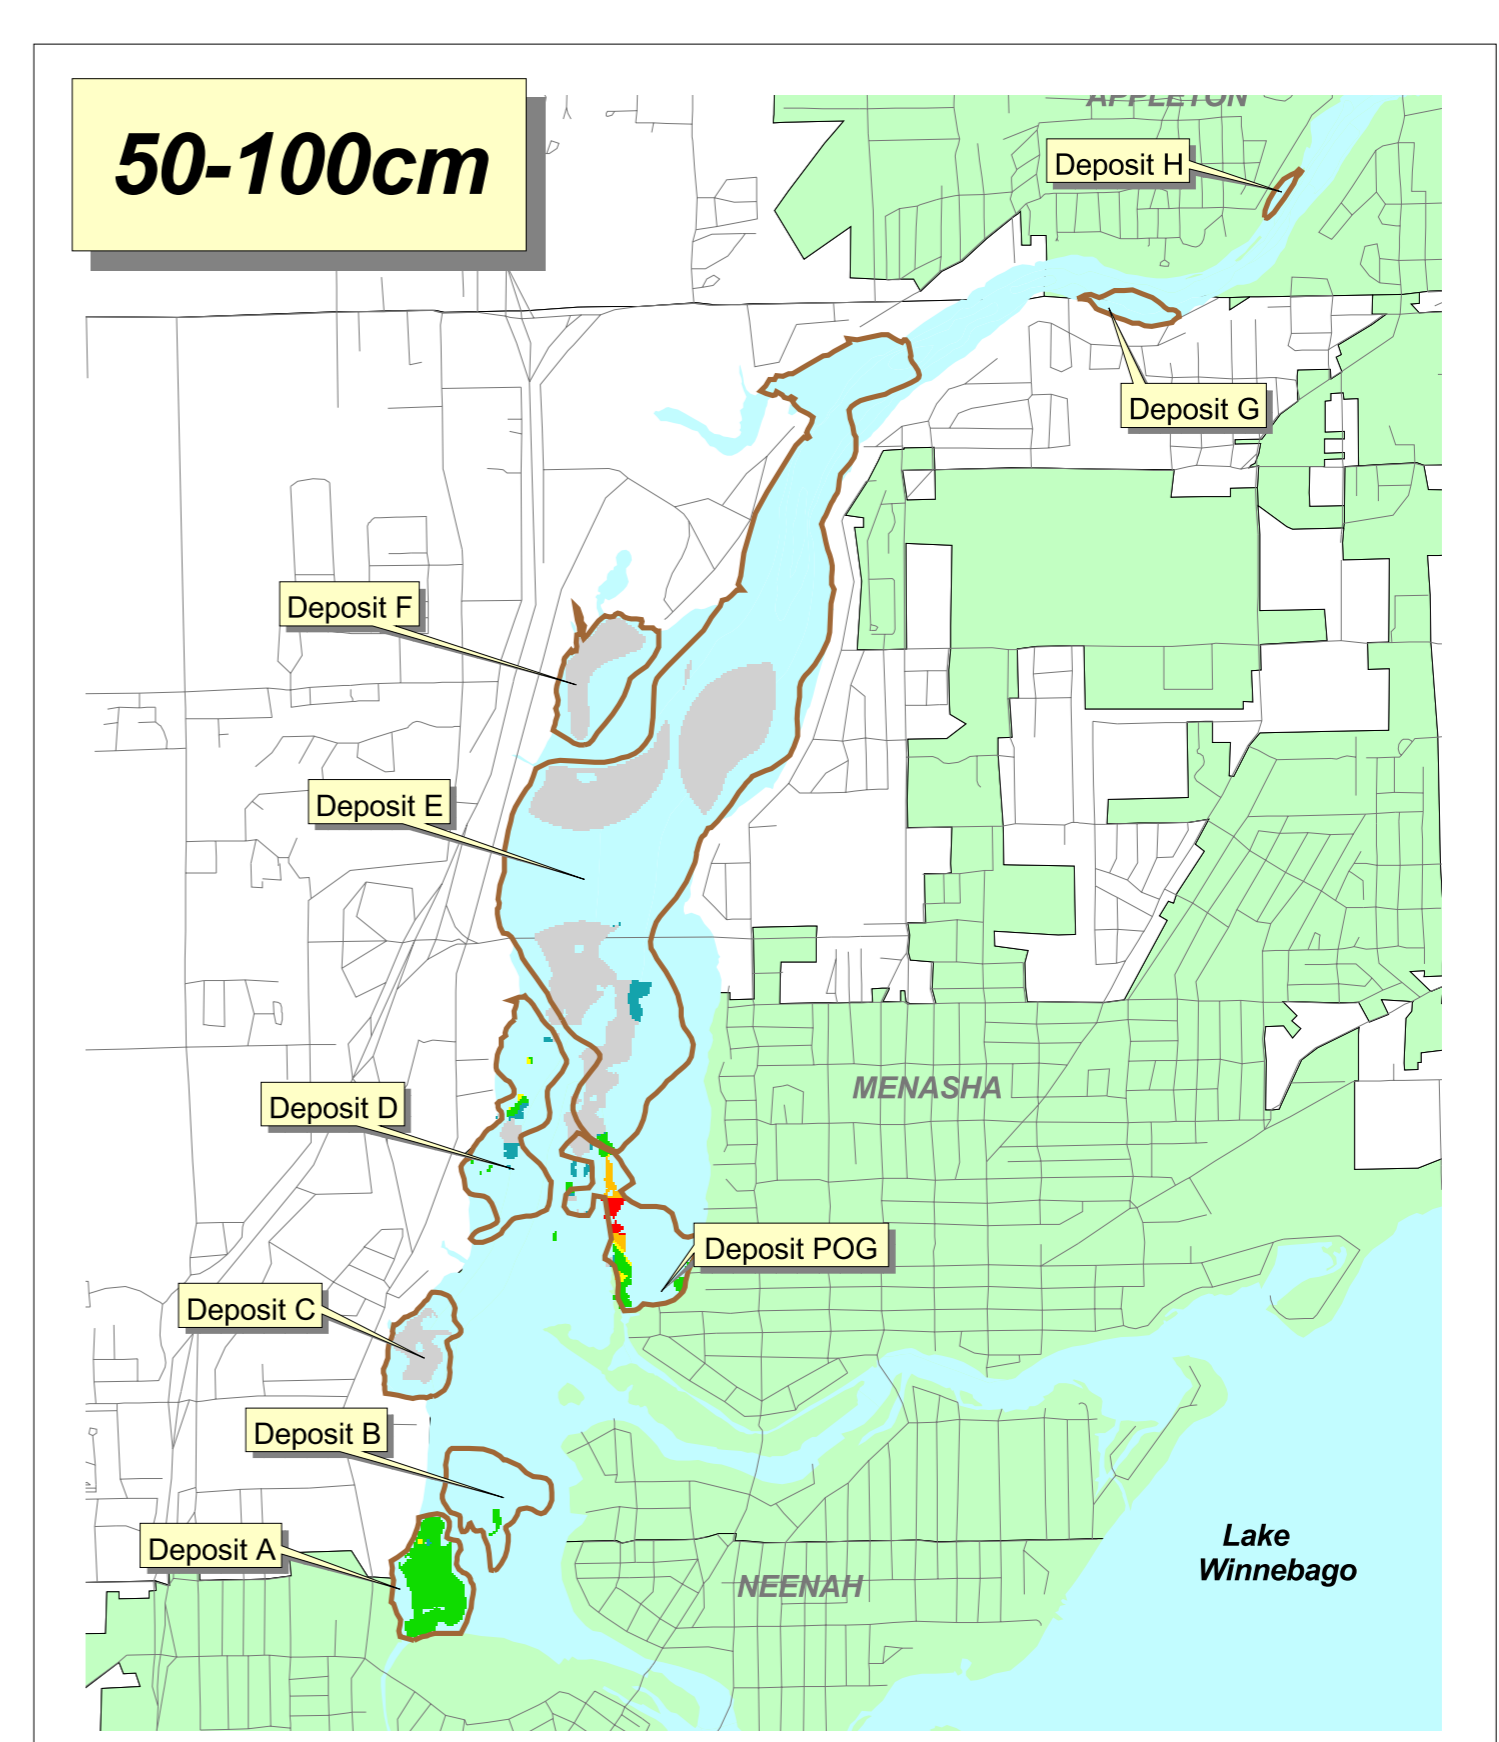 APPLETON
50-100cm
Deposit H
Deposit G
Deposit F
Deposit E
MENASHA
Deposit D
Deposit POG
Deposit C
Deposit B
Deposit A
Lake
Winnebago
NEENAH